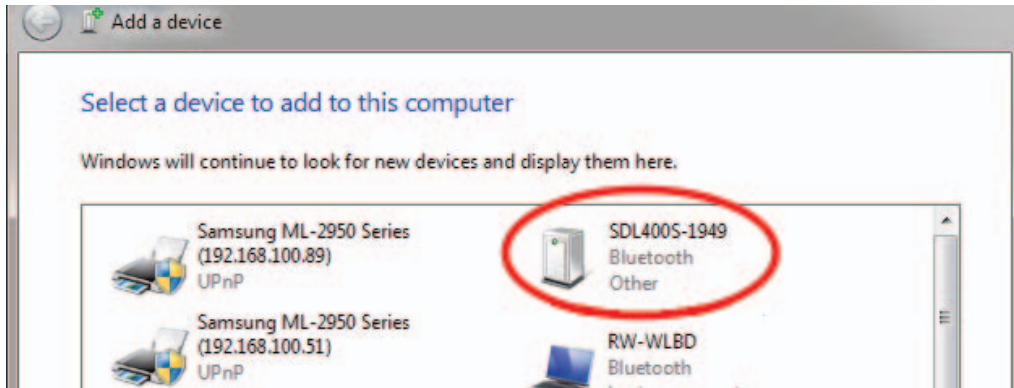 Add a device
Select a device to add to this computer
Windows will continue to look for new devices and display them here.
Samsung ML-2950 Series
(192.168.100.89)
UPnP
SDL400S-1949
Bluetooth
Other
Samsung ML-2950 Series
(192.168.100.51)
UPnP
RW-WLBD
Bluetooth